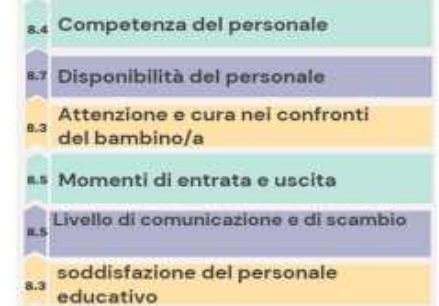 8.4 Competenza del personale
8.7 Disponibilità del personale
8.3 Attenzione e cura nei confronti
del bambino/a
8.5 Momenti di entrata e uscita
8.5 Livello di comunicazione e di scambio
8.3 soddisfazione del personale
educativo